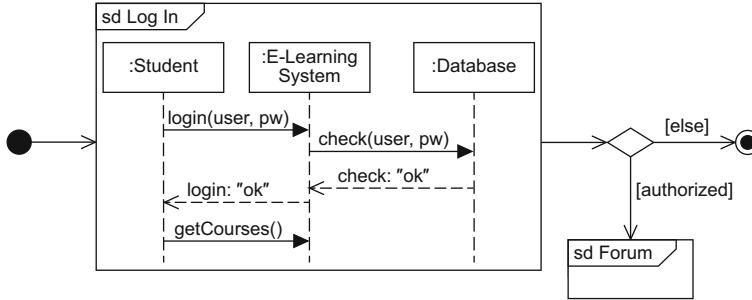 sd Log In
:Student
:E-Learning
System
:Database
login(user, pw)
check(user, pw)
check: "ok"
login: "ok"
getCourses()
[else]
[authorized]
sd Forum